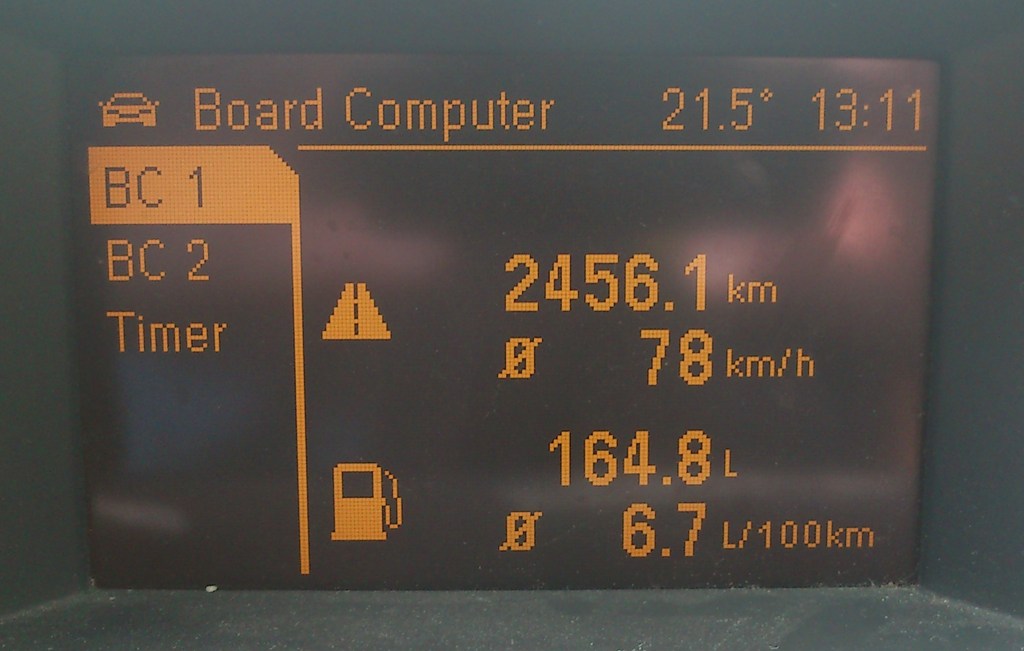 Board Computer 21.5° 13:11
BC 1
BC 2
Timer
2456.1 km
Ø 78 km/h
164.8 L
Ø 6.7 L/100km